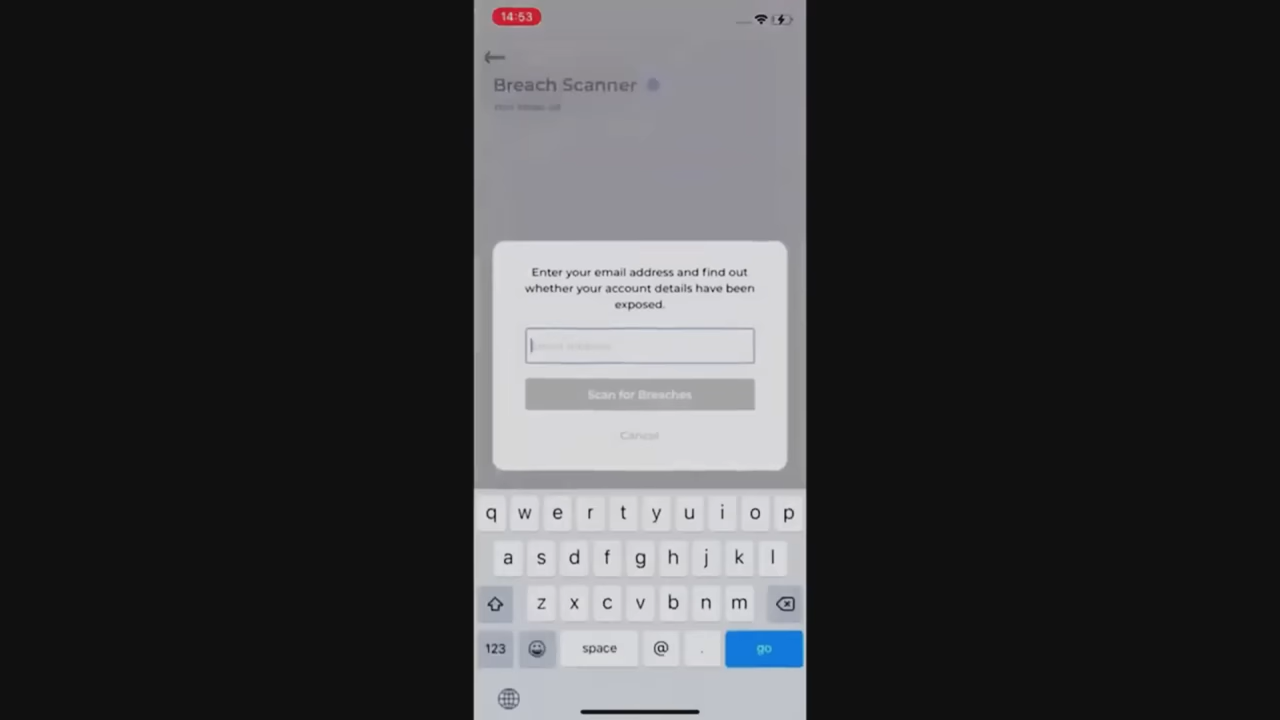 14:53
Breach Scanner
Enter your email address and find out
whether your account details have been
exposed.
Scan for Breaches
Cancel
q w e r t y u i o p
a s d f g h j k l
z x c v b n m
123 space @ . go